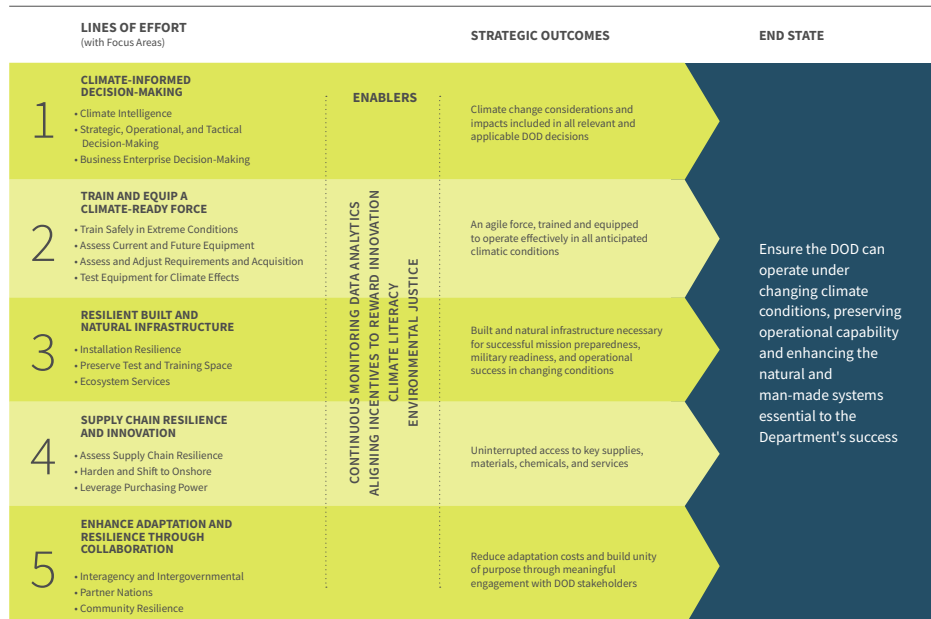 LINES OF EFFORT
(with Focus Areas)
STRATEGIC OUTCOMES
END STATE
1
CLIMATE-INFORMED
DECISION-MAKING
• Climate Intelligence
• Strategic, Operational, and Tactical
Decision-Making
• Business Enterprise Decision-Making
2
TRAIN AND EQUIP A
CLIMATE-READY FORCE
• Train Safely in Extreme Conditions
• Assess Current and Future Equipment
• Assess and Adjust Requirements and Acquisition
• Test Equipment for Climate Effects
3
RESILIENT BUILT AND
NATURAL INFRASTRUCTURE
• Installation Resilience
• Preserve Test and Training Space
• Ecosystem Services
4
SUPPLY CHAIN RESILIENCE
AND INNOVATION
• Assess Supply Chain Resilience
• Harden and Shift to Onshore
• Leverage Purchasing Power
5
ENHANCE ADAPTATION AND
RESILIENCE THROUGH
COLLABORATION
• Interagency and Intergovernmental
• Partner Nations
• Community Resilience
ENABLERS
CONTINUOUS MONITORING DATA ANALYTICS
ALIGNING INCENTIVES TO REWARD INNOVATION
CLIMATE LITERACY
ENVIRONMENTAL JUSTICE
Climate change considerations and
impacts included in all relevant and
applicable DOD decisions
An agile force, trained and equipped
to operate effectively in all anticipated
climatic conditions
Built and natural infrastructure necessary
for successful mission preparedness,
military readiness, and operational
success in changing conditions
Uninterrupted access to key supplies,
materials, chemicals, and services
Reduce adaptation costs and build unity
of purpose through meaningful
engagement with DOD stakeholders
Ensure the DOD can
operate under
changing climate
conditions, preserving
operational capability
and enhancing the
natural and
man-made systems
essential to the
Department's success